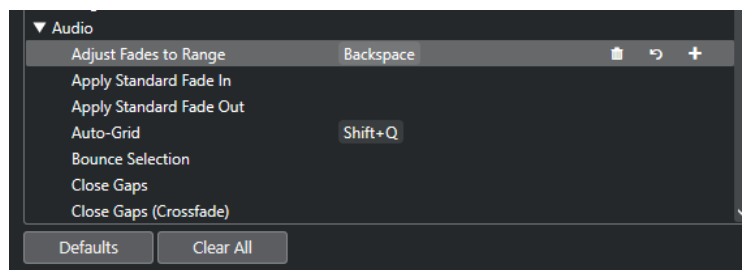 Audio
Adjust Fades to Range Backspace
Apply Standard Fade In
Apply Standard Fade Out
Auto-Grid Shift+Q
Bounce Selection
Close Gaps
Close Gaps (Crossfade)
Defaults Clear All